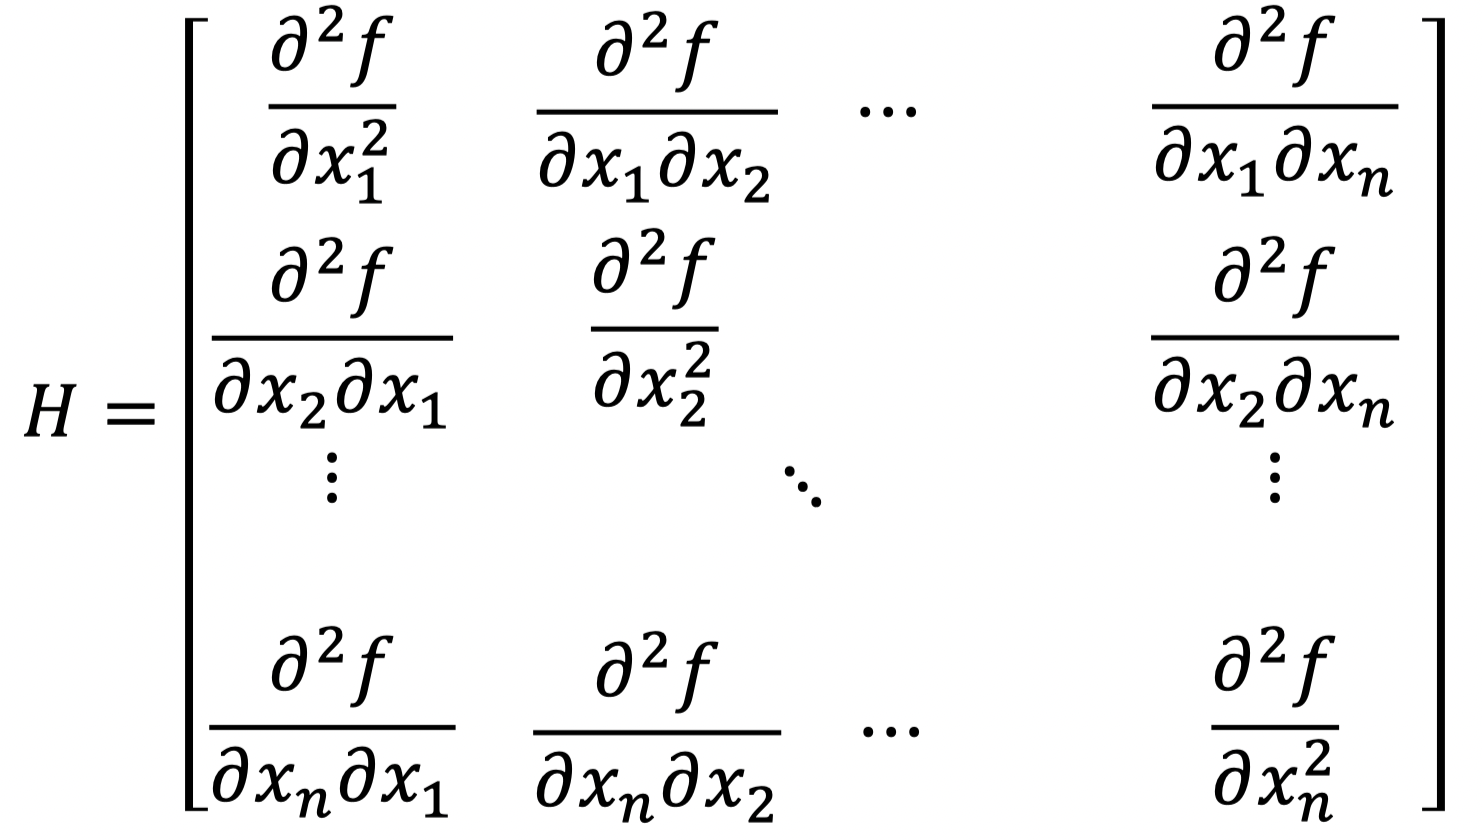 H = [ ∂²f/∂x₁² ∂²f/∂x₁∂x₂ ⋯ ∂²f/∂x₁∂xₙ
∂²f/∂x₂∂x₁ ∂²f/∂x₂² ∂²f/∂x₂∂xₙ
⋮ ⋱ ⋮
∂²f/∂xₙ∂x₁ ∂²f/∂xₙ∂x₂ ⋯ ∂²f/∂xₙ² ]